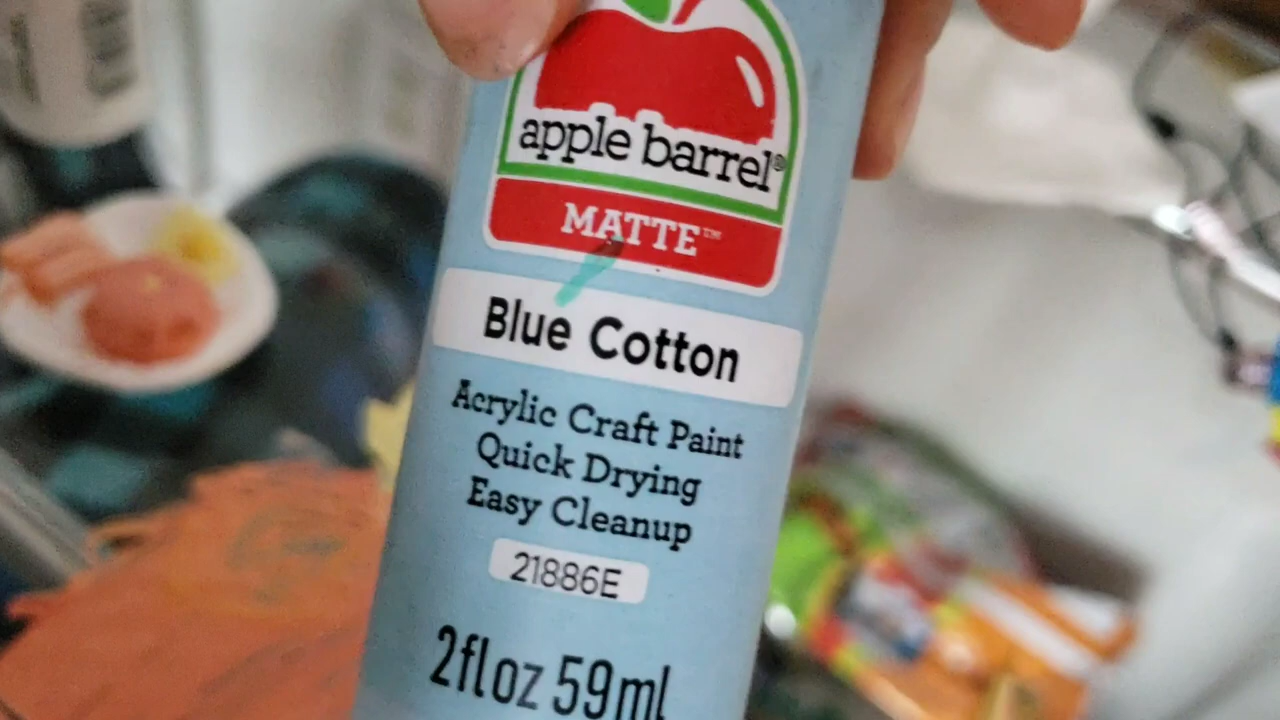 apple barrel®
MATTE™
Blue Cotton
Acrylic Craft Paint
Quick Drying
Easy Cleanup
21886E
2fl oz 59ml